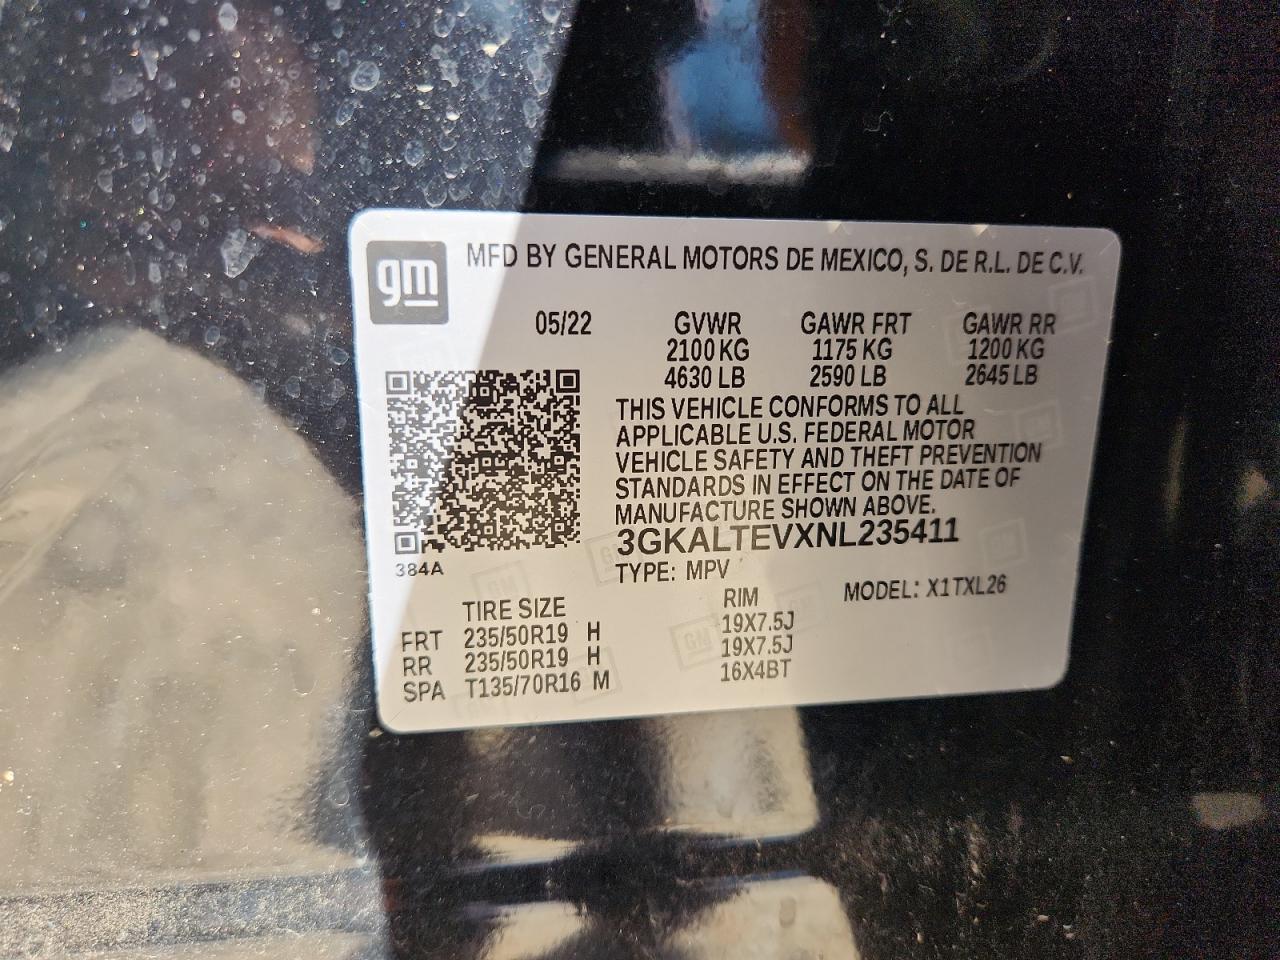 gm
MFD BY GENERAL MOTORS DE MEXICO, S. DE R.L. DE C.V.
05/22 GVWR GAWR FRT GAWR RR
2100 KG 1175 KG 1200 KG
4630 LB 2590 LB 2645 LB
THIS VEHICLE CONFORMS TO ALL
APPLICABLE U.S. FEDERAL MOTOR
VEHICLE SAFETY AND THEFT PREVENTION
STANDARDS IN EFFECT ON THE DATE OF
MANUFACTURE SHOWN ABOVE.
3GKALTEVXNL235411
384A
TYPE: MPV MODEL: X1TXL26
TIRE SIZE RIM
FRT 235/50R19 H 19X7.5J
RR 235/50R19 H 19X7.5J
SPA T135/70R16 M 16X4BT